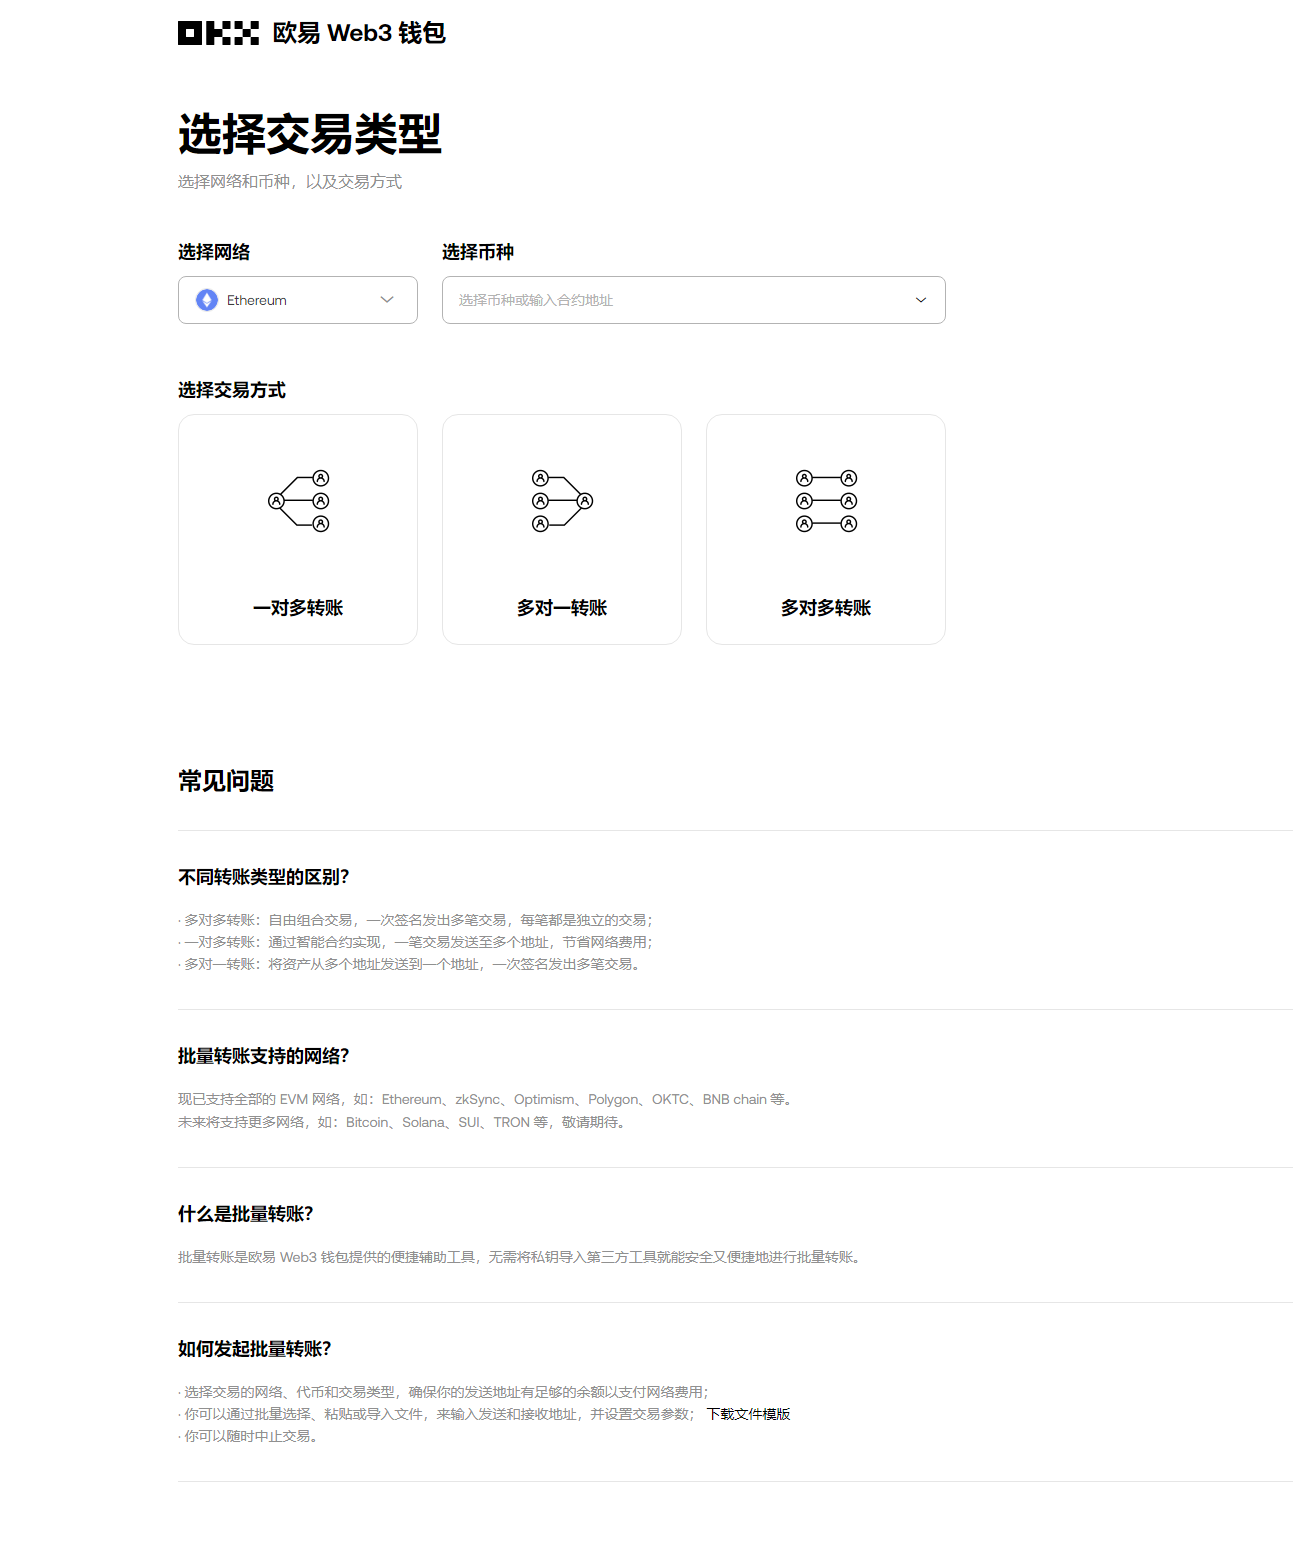 OKX 欧易 Web3 钱包
选择交易类型
选择网络和币种，以及交易方式
选择网络
选择币种
Ethereum
选择币种或输入合约地址
选择交易方式
一对多转账
多对一转账
多对多转账
常见问题
不同转账类型的区别？
· 多对多转账：自由组合交易，一次签名发出多笔交易，每笔都是独立的交易；
· 一对多转账：通过智能合约实现，一笔交易发送至多个地址，节省网络费用；
· 多对一转账：将资产从多个地址发送到一个地址，一次签名发出多笔交易。
批量转账支持的网络？
现已支持全部的 EVM 网络，如：Ethereum、zkSync、Optimism、Polygon、OKTC、BNB chain 等。
未来将支持更多网络，如：Bitcoin、Solana、SUI、TRON 等，敬请期待。
什么是批量转账？
批量转账是欧易 Web3 钱包提供的便捷辅助工具，无需将私钥导入第三方工具就能安全又便捷地进行批量转账。
如何发起批量转账？
· 选择交易的网络、代币和交易类型，确保你的发送地址有足够的余额以支付网络费用；
· 你可以通过批量选择、粘贴或导入文件，来输入发送和接收地址，并设置交易参数； 下载文件模版
· 你可以随时中止交易。